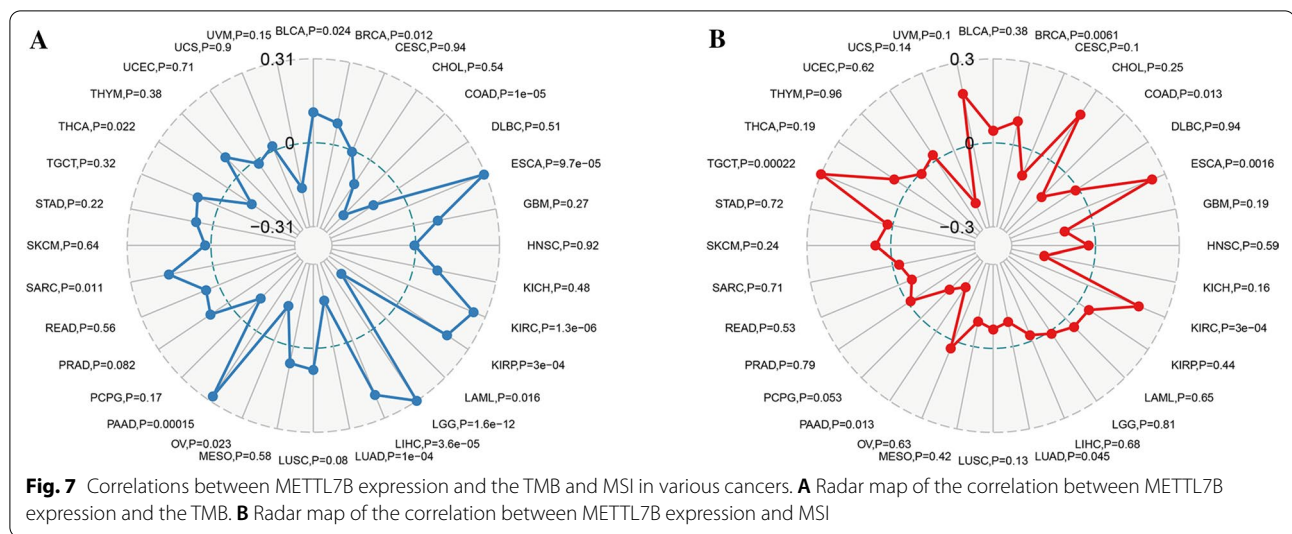 A
BLCA,P=0.024
BRCA,P=0.012
CESC,P=0.94
CHOL,P=0.54
COAD,P=1e-05
DLBC,P=0.51
ESCA,P=9.7e-05
GBM,P=0.27
HNSC,P=0.92
KICH,P=0.48
KIRC,P=1.3e-06
KIRP,P=3e-04
LAML,P=0.016
LGG,P=1.6e-12
LIHC,P=3.6e-05
LUAD,P=1e-04
LUSC,P=0.08
MESO,P=0.58
OV,P=0.023
PAAD,P=0.00015
PCPG,P=0.17
PRAD,P=0.082
READ,P=0.56
SARC,P=0.011
SKCM,P=0.64
STAD,P=0.22
TGCT,P=0.32
THCA,P=0.022
THYM,P=0.38
UCEC,P=0.71
UCS,P=0.9
UVM,P=0.15
0.31
0
−0.31
B
BLCA,P=0.38
BRCA,P=0.0061
CESC,P=0.1
CHOL,P=0.25
COAD,P=0.013
DLBC,P=0.94
ESCA,P=0.0016
GBM,P=0.19
HNSC,P=0.59
KICH,P=0.16
KIRC,P=3e-04
KIRP,P=0.44
LAML,P=0.65
LGG,P=0.81
LIHC,P=0.68
LUAD,P=0.045
LUSC,P=0.13
MESO,P=0.42
OV,P=0.63
PAAD,P=0.013
PCPG,P=0.053
PRAD,P=0.79
READ,P=0.53
SARC,P=0.71
SKCM,P=0.24
STAD,P=0.72
TGCT,P=0.00022
THCA,P=0.19
THYM,P=0.96
UCEC,P=0.62
UCS,P=0.14
UVM,P=0.1
0.3
0
−0.3
Fig. 7 Correlations between METTL7B expression and the TMB and MSI in various cancers. A Radar map of the correlation between METTL7B
expression and the TMB. B Radar map of the correlation between METTL7B expression and MSI